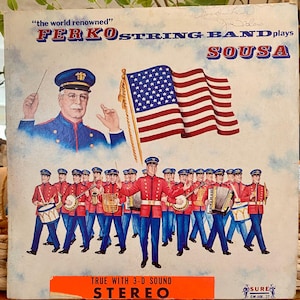 "the world renowned"
FERKO STRING BAND plays
SOUSA
TRUE WITH 3-D SOUND
STEREO
SURE